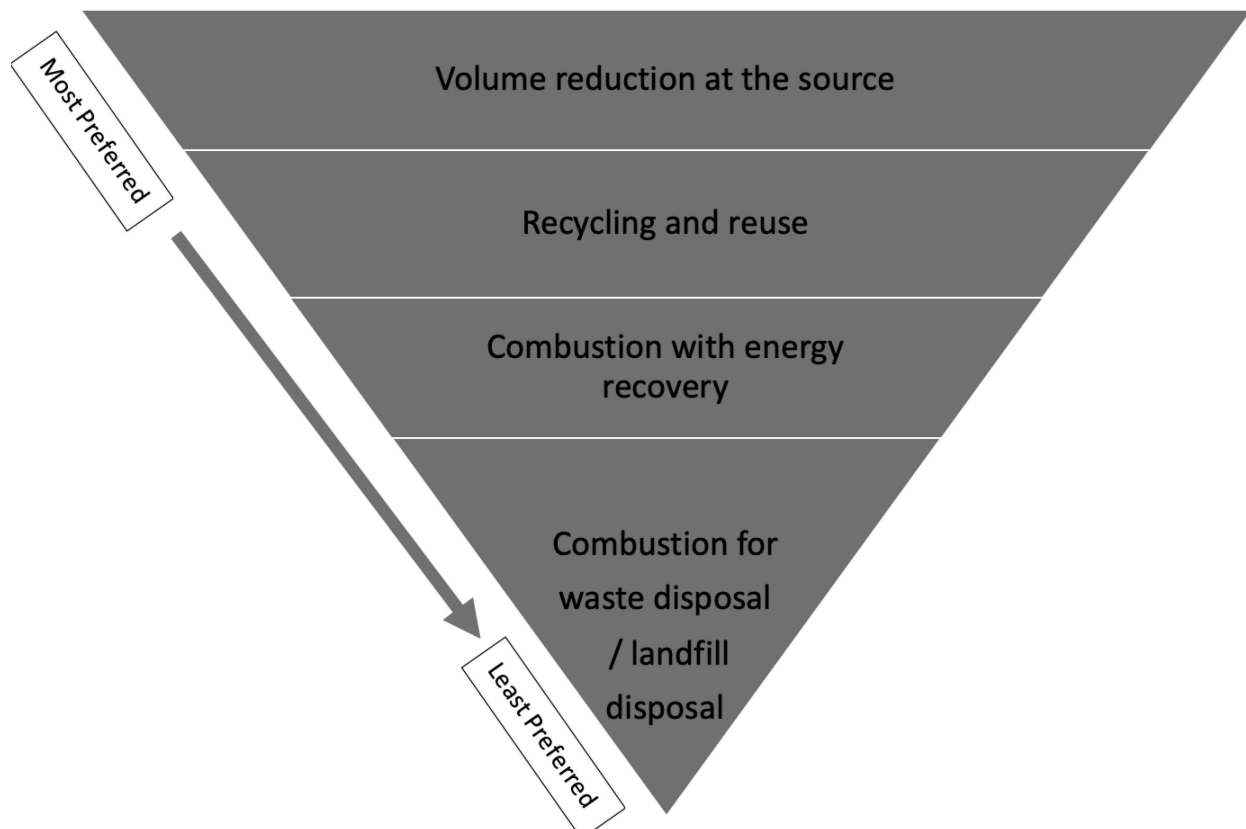 Most Preferred
Volume reduction at the source
Recycling and reuse
Combustion with energy
recovery
Combustion for
waste disposal
/ landfill
disposal
Least Preferred